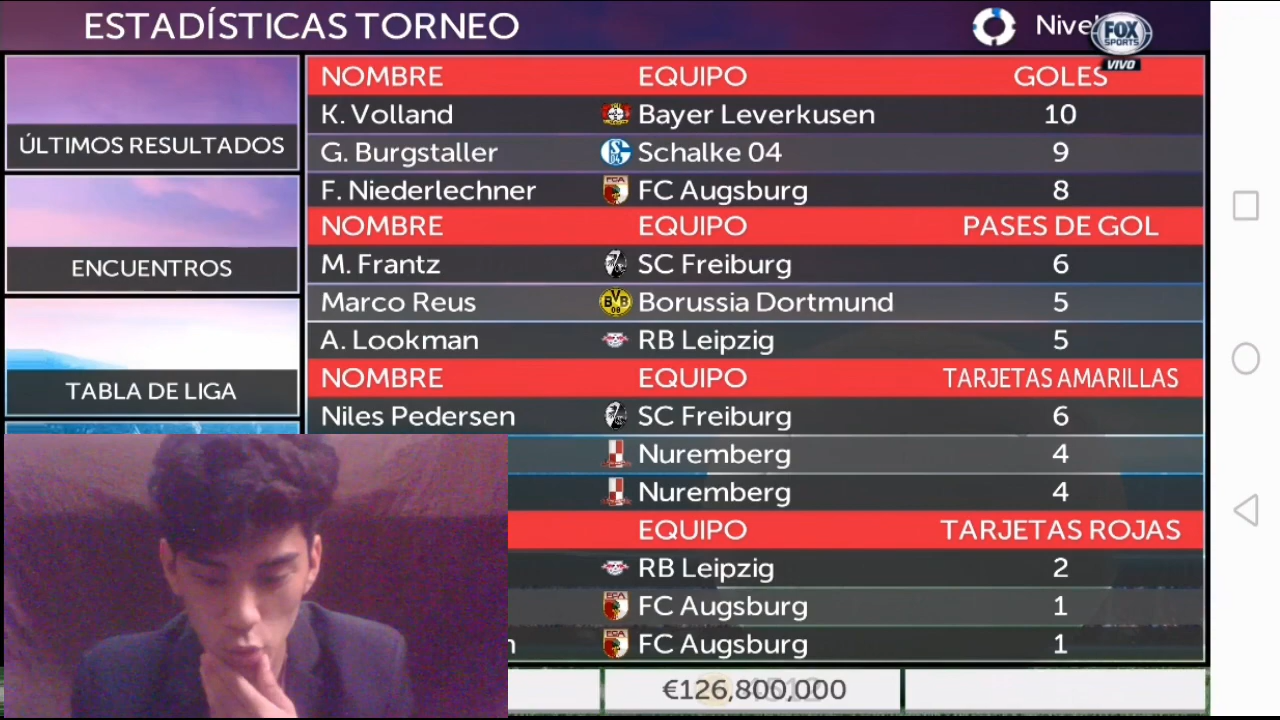 ESTADÍSTICAS TORNEO
Nivel
FOX
SPORTS
VIVO
ÚLTIMOS RESULTADOS
ENCUENTROS
TABLA DE LIGA
NOMBRE EQUIPO GOLES
K. Volland Bayer Leverkusen 10
G. Burgstaller Schalke 04 9
F. Niederlechner FC Augsburg 8
NOMBRE EQUIPO PASES DE GOL
M. Frantz SC Freiburg 6
Marco Reus Borussia Dortmund 5
A. Lookman RB Leipzig 5
NOMBRE EQUIPO TARJETAS AMARILLAS
Niles Pedersen SC Freiburg 6
Nuremberg 4
Nuremberg 4
EQUIPO TARJETAS ROJAS
RB Leipzig 2
FC Augsburg 1
FC Augsburg 1
€126,800,000